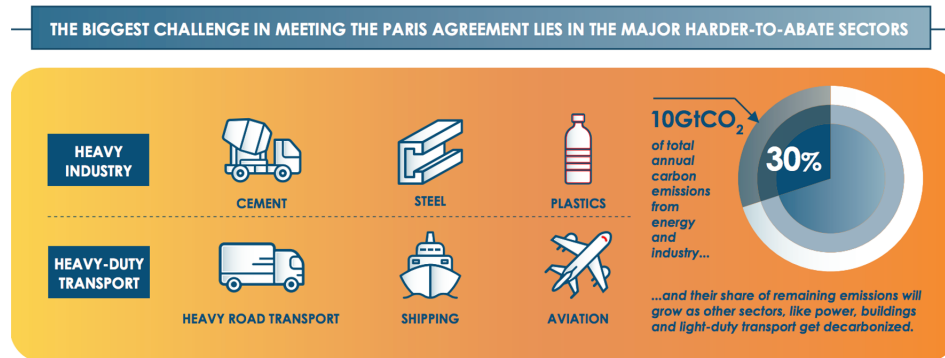 THE BIGGEST CHALLENGE IN MEETING THE PARIS AGREEMENT LIES IN THE MAJOR HARDER-TO-ABATE SECTORS
HEAVY
INDUSTRY
CEMENT
STEEL
PLASTICS
HEAVY-DUTY
TRANSPORT
HEAVY ROAD TRANSPORT
SHIPPING
AVIATION
10GtCO₂
of total
annual
carbon
emissions
from
energy
and
industry...
30%
...and their share of remaining emissions will
grow as other sectors, like power, buildings
and light-duty transport get decarbonized.